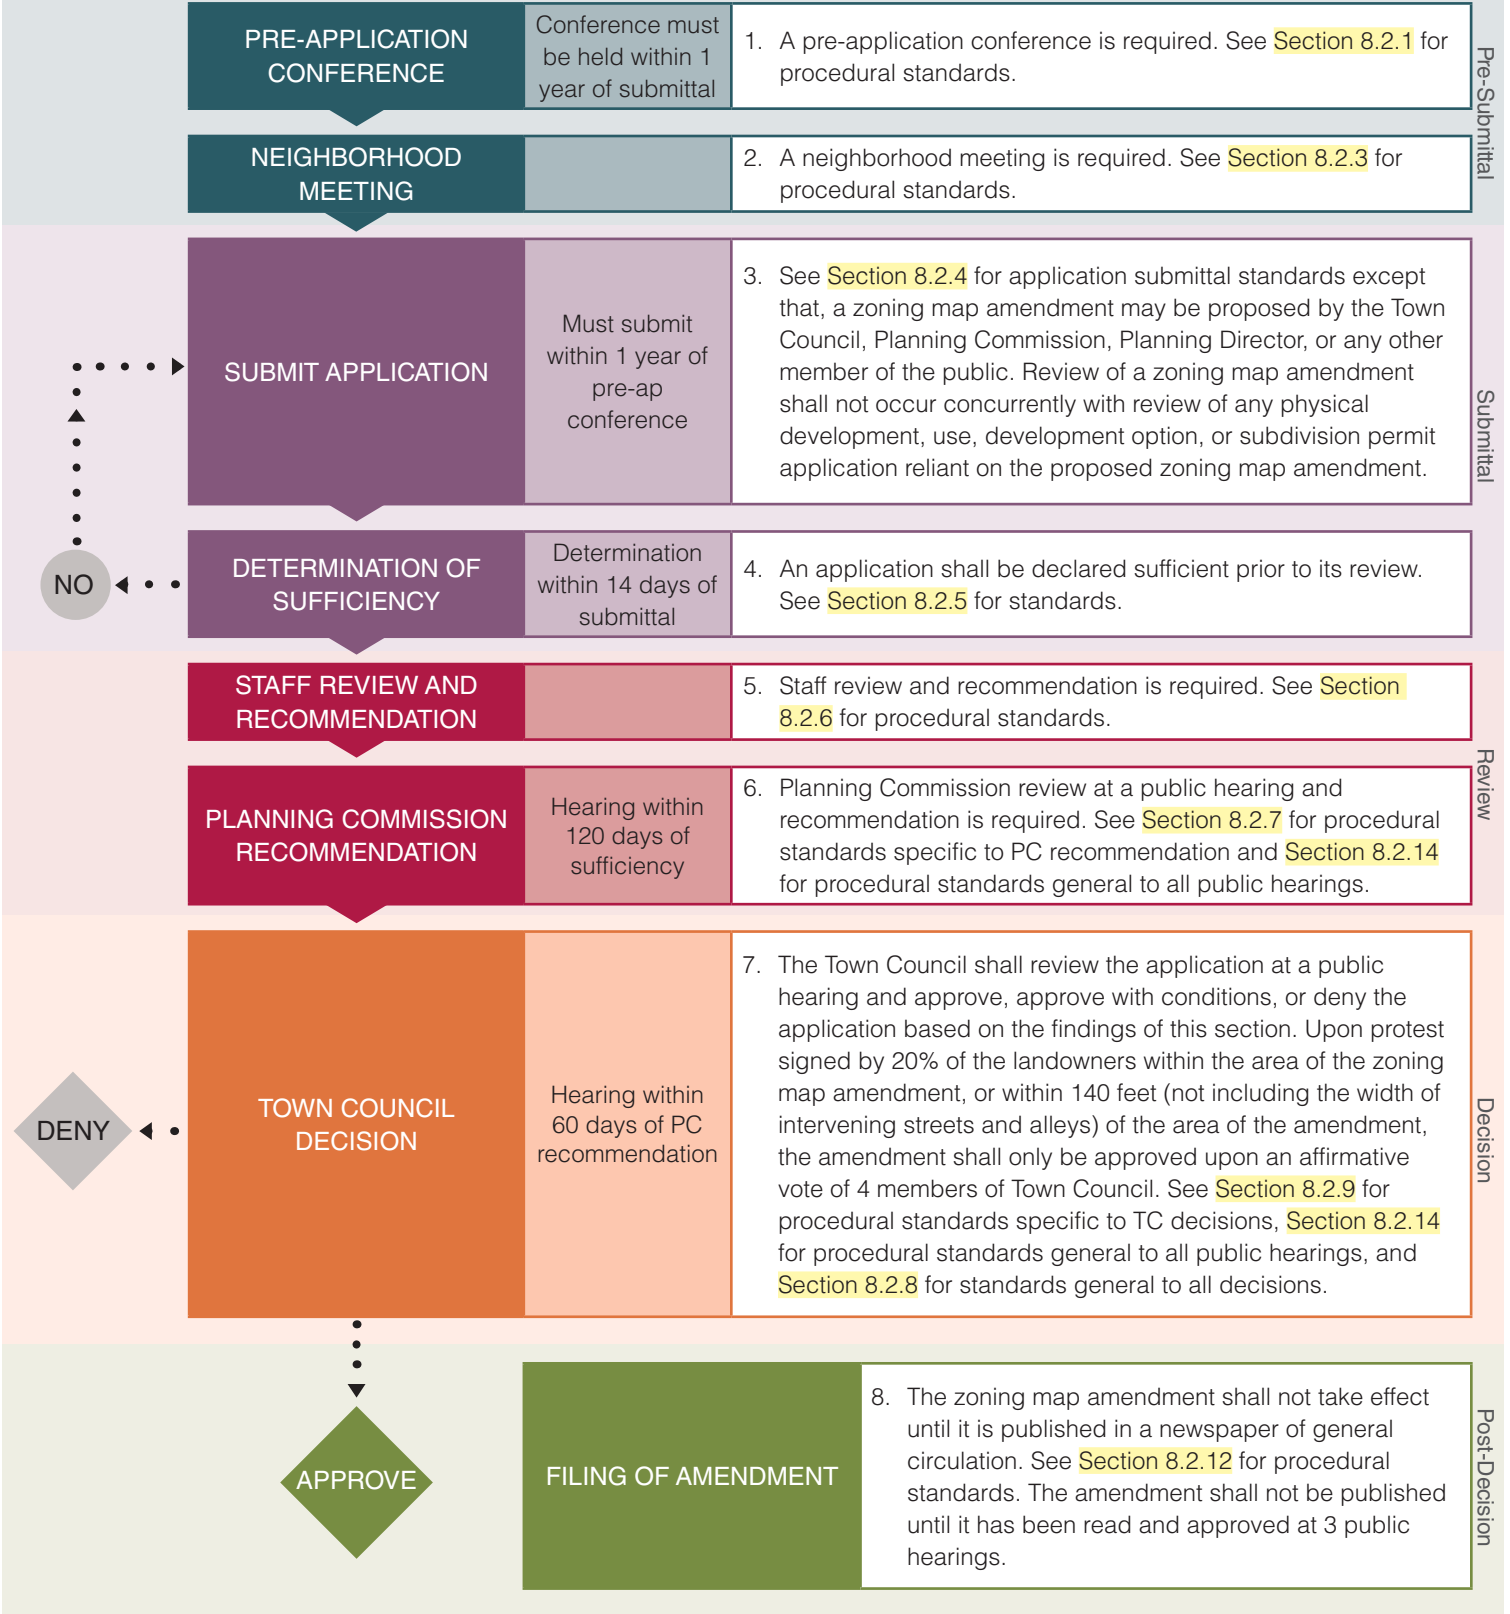 PRE-APPLICATION
CONFERENCE
Conference must
be held within 1
year of submittal
1. A pre-application conference is required. See Section 8.2.1 for
procedural standards.
Pre-Submittal
NEIGHBORHOOD
MEETING
2. A neighborhood meeting is required. See Section 8.2.3 for
procedural standards.
SUBMIT APPLICATION
Must submit
within 1 year of
pre-ap
conference
3. See Section 8.2.4 for application submittal standards except
that, a zoning map amendment may be proposed by the Town
Council, Planning Commission, Planning Director, or any other
member of the public. Review of a zoning map amendment
shall not occur concurrently with review of any physical
development, use, development option, or subdivision permit
application reliant on the proposed zoning map amendment.
Submittal
NO
DETERMINATION OF
SUFFICIENCY
Determination
within 14 days of
submittal
4. An application shall be declared sufficient prior to its review.
See Section 8.2.5 for standards.
STAFF REVIEW AND
RECOMMENDATION
5. Staff review and recommendation is required. See Section
8.2.6 for procedural standards.
Review
PLANNING COMMISSION
RECOMMENDATION
Hearing within
120 days of
sufficiency
6. Planning Commission review at a public hearing and
recommendation is required. See Section 8.2.7 for procedural
standards specific to PC recommendation and Section 8.2.14
for procedural standards general to all public hearings.
DENY
TOWN COUNCIL
DECISION
Hearing within
60 days of PC
recommendation
7. The Town Council shall review the application at a public
hearing and approve, approve with conditions, or deny the
application based on the findings of this section. Upon protest
signed by 20% of the landowners within the area of the zoning
map amendment, or within 140 feet (not including the width of
intervening streets and alleys) of the area of the amendment,
the amendment shall only be approved upon an affirmative
vote of 4 members of Town Council. See Section 8.2.9 for
procedural standards specific to TC decisions, Section 8.2.14
for procedural standards general to all public hearings, and
Section 8.2.8 for standards general to all decisions.
Decision
APPROVE
FILING OF AMENDMENT
8. The zoning map amendment shall not take effect
until it is published in a newspaper of general
circulation. See Section 8.2.12 for procedural
standards. The amendment shall not be published
until it has been read and approved at 3 public
hearings.
Post-Decision